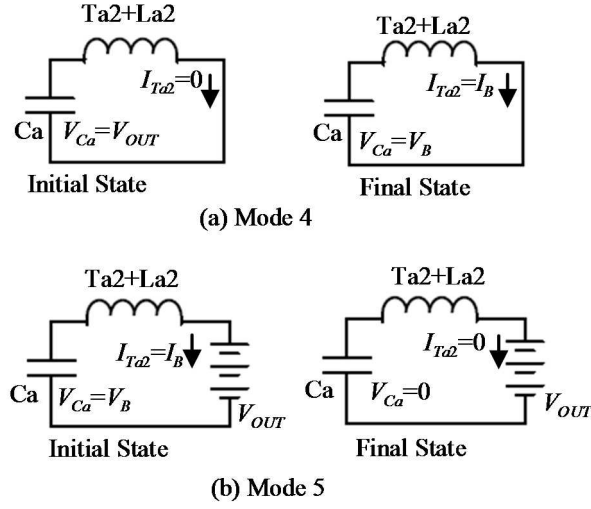 Ta2+La2
I_Ta2=0
Ca
V_Ca=V_OUT
Initial State
Ta2+La2
I_Ta2=I_B
Ca
V_Ca=V_B
Final State
(a) Mode 4
Ta2+La2
I_Ta2=I_B
Ca
V_Ca=V_B
V_OUT
Initial State
Ta2+La2
I_Ta2=0
Ca
V_Ca=0
V_OUT
Final State
(b) Mode 5